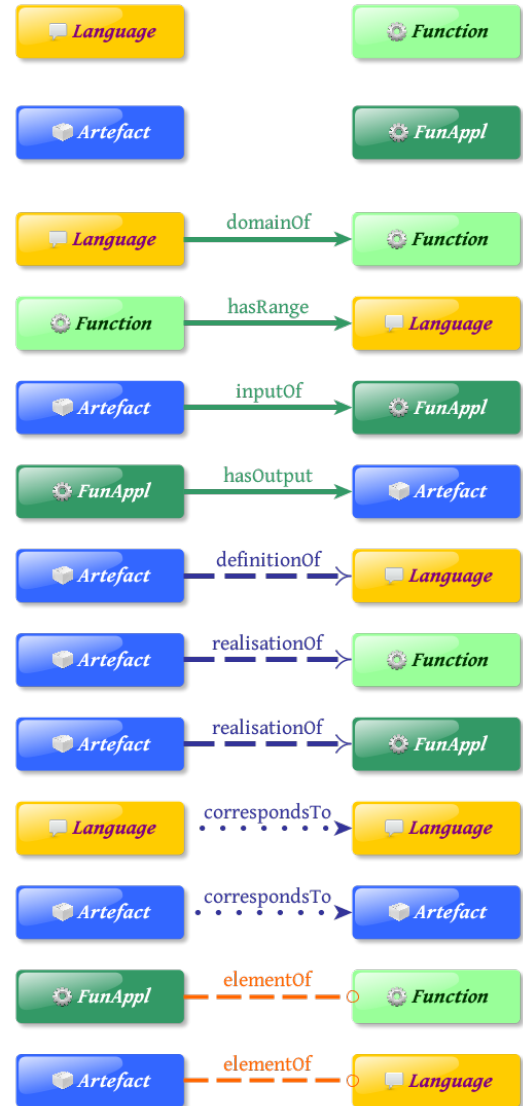 Language Function
Artefact FunAppl
Language domainOf Function
Function hasRange Language
Artefact inputOf FunAppl
FunAppl hasOutput Artefact
Artefact definitionOf Language
Artefact realisationOf Function
Artefact realisationOf FunAppl
Language correspondsTo Language
Artefact correspondsTo Artefact
FunAppl elementOf Function
Artefact elementOf Language